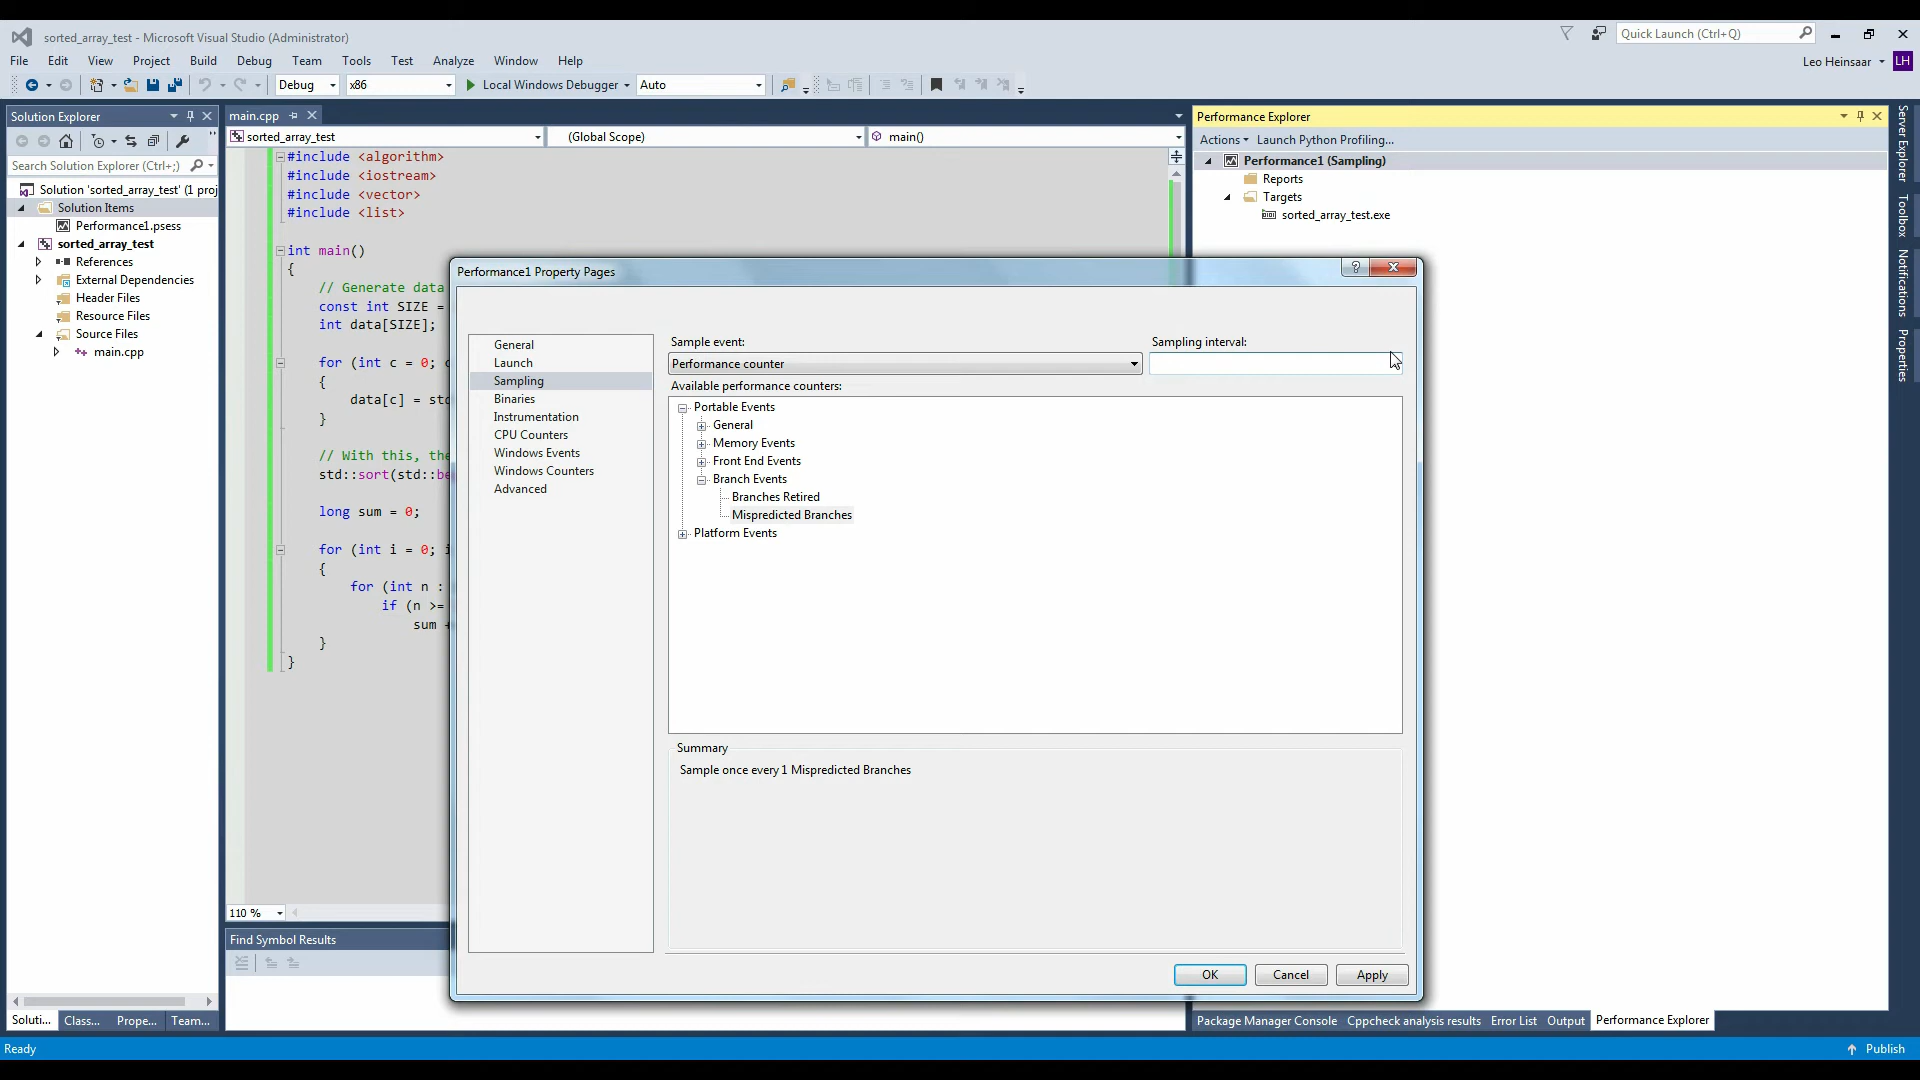 sorted_array_test - Microsoft Visual Studio (Administrator)
Quick Launch (Ctrl+Q)
File Edit View Project Build Debug Team Tools Test Analyze Window Help
Leo Heinsaar LH
Debug x86 Local Windows Debugger Auto
Solution Explorer
Search Solution Explorer (Ctrl+;)
Solution 'sorted_array_test' (1 proj
Solution Items
Performance1.psess
sorted_array_test
References
External Dependencies
Header Files
Resource Files
Source Files
main.cpp
Soluti... Class... Prope... Team...
main.cpp
sorted_array_test (Global Scope) main()
#include <algorithm>
#include <iostream>
#include <vector>
#include <list>
int main()
{
// Generate data
const int SIZE =
int data[SIZE];
for (int c = 0; c
{
data[c] = std
}
// With this, the
std::sort(std::be
long sum = 0;
for (int i = 0; i
{
for (int n :
if (n >=
sum +
}
}
110 %
Find Symbol Results
Performance1 Property Pages
General
Launch
Sampling
Binaries
Instrumentation
CPU Counters
Windows Events
Windows Counters
Advanced
Sample event:
Sampling interval:
Performance counter
Available performance counters:
Portable Events
General
Memory Events
Front End Events
Branch Events
Branches Retired
Mispredicted Branches
Platform Events
Summary
Sample once every 1 Mispredicted Branches
OK Cancel Apply
Performance Explorer
Actions Launch Python Profiling...
Performance1 (Sampling)
Reports
Targets
sorted_array_test.exe
Package Manager Console Cppcheck analysis results Error List Output Performance Explorer
Server Explorer
Toolbox
Notifications
Properties
Ready
Publish